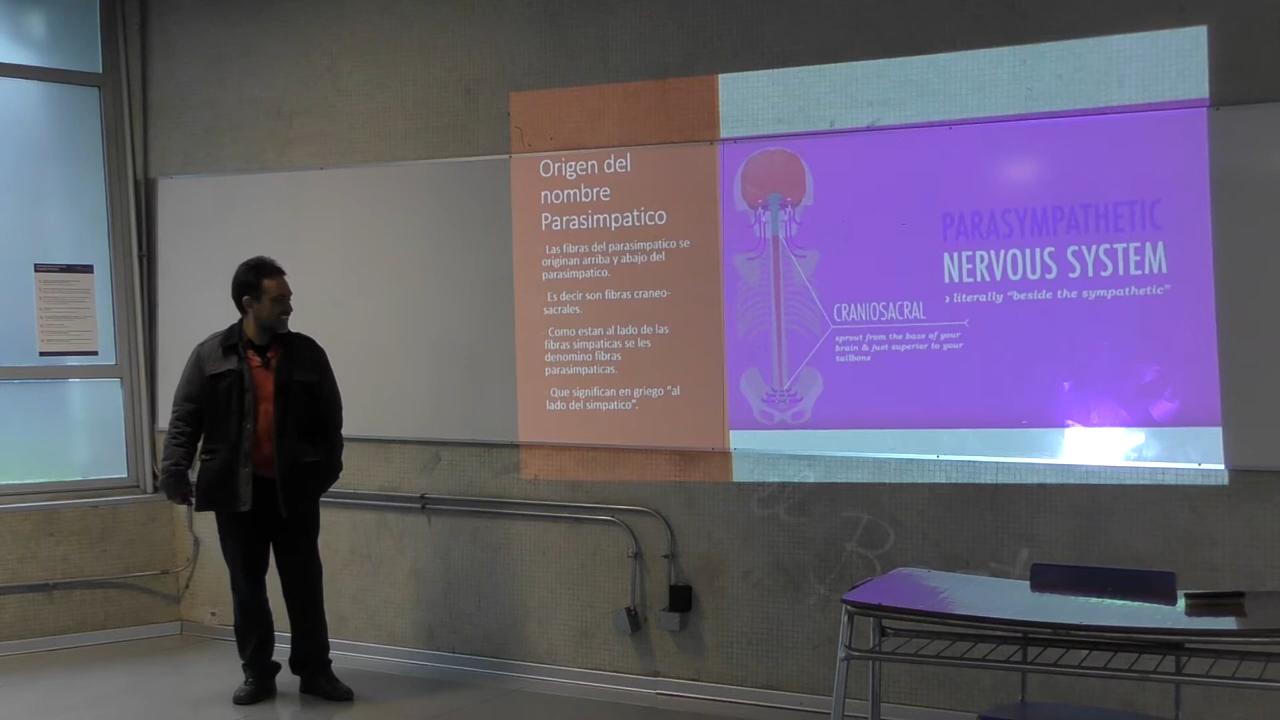 Origen del
nombre
Parasimpatico
Las fibras del parasimpatico se
originan arriba y abajo del
parasimpatico.
Es decir son fibras craneo-
sacrales.
Como estan al lado de las
fibras simpaticas se les
denomino fibras
parasimpaticas.
Que significan en griego "al
lado del simpatico".
PARASYMPATHETIC
NERVOUS SYSTEM
› literally "beside the sympathetic"
CRANIOSACRAL
sprout from the base of your
brain & just superior to your
tailbone
B